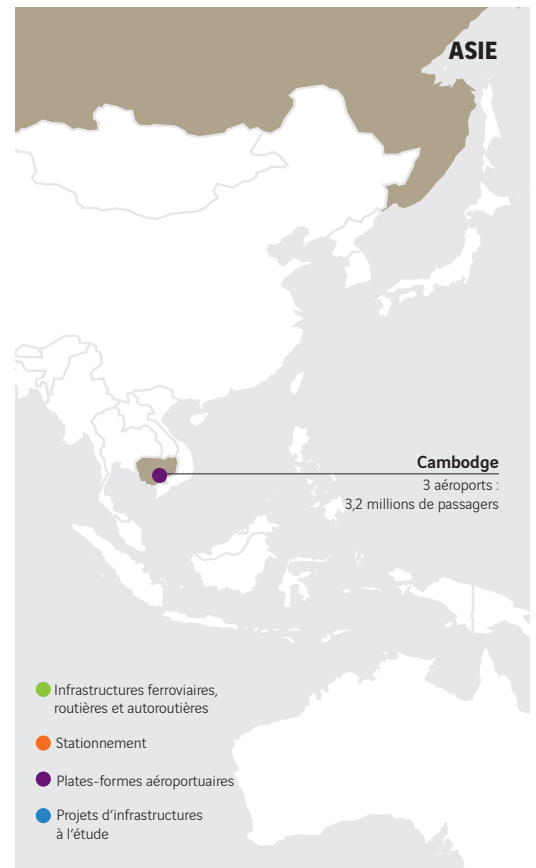 ASIE
Cambodge
3 aéroports :
3,2 millions de passagers
Infrastructures ferroviaires,
routières et autoroutières
Stationnement
Plates-formes aéroportuaires
Projets d’infrastructures
à l’étude